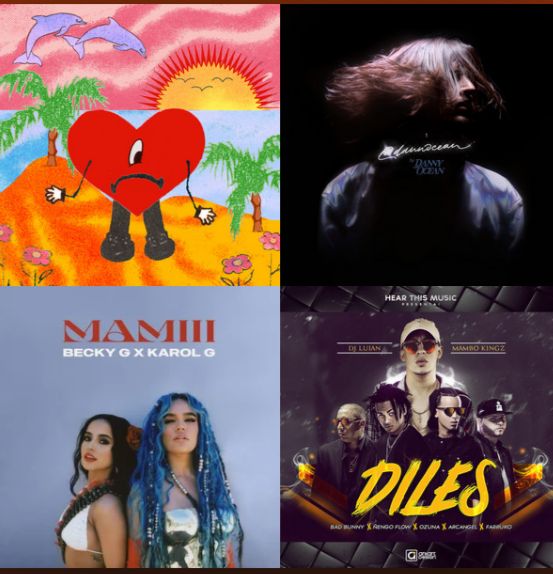 @dannocean
by DANNY
OCEAN
MAMIII
BECKY G X KAROL G
HEAR THIS MUSIC
PRESENTA:
DJ LUIAN
MAMBO KINGZ
DILES
BAD BUNNY X ÑENGO FLOW X OZUNA X ARCANGEL X FARRUKO